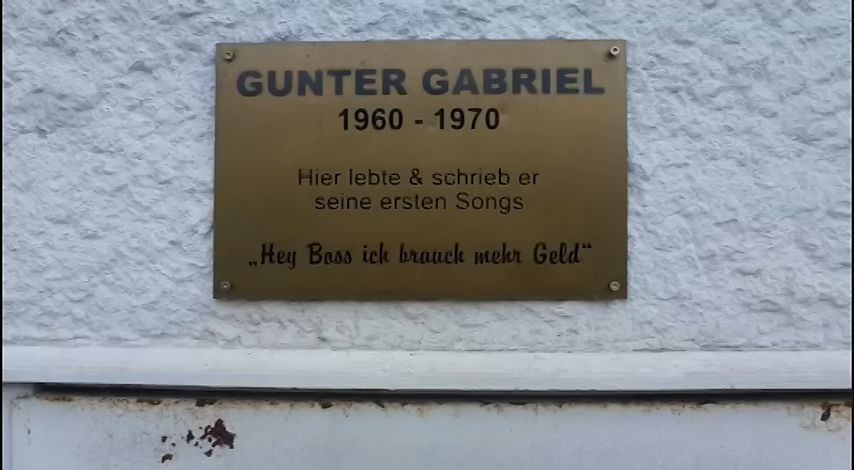 GUNTER GABRIEL
1960 - 1970
Hier lebte & schrieb er
seine ersten Songs
„Hey Boss ich brauch mehr Geld“